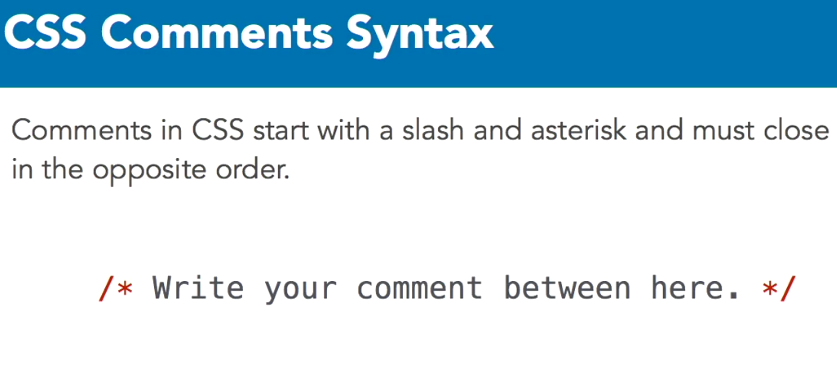 CSS Comments Syntax
Comments in CSS start with a slash and asterisk and must close
in the opposite order.
/* Write your comment between here. */